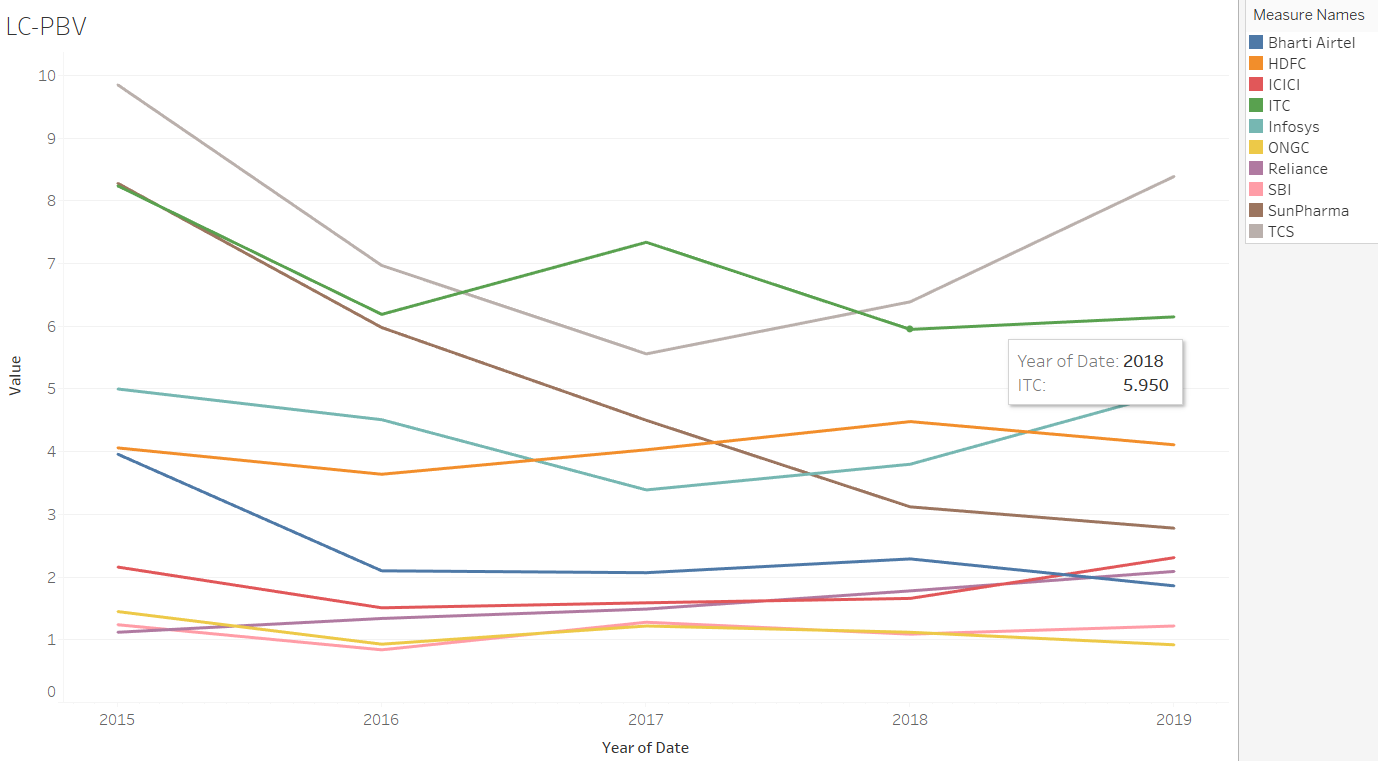 LC-PBV
Measure Names
Bharti Airtel
HDFC
ICICI
ITC
Infosys
ONGC
Reliance
SBI
SunPharma
TCS
10
9
8
7
6
5
4
3
2
1
0
Value
Year of Date: 2018
ITC: 5.950
2015 2016 2017 2018 2019
Year of Date